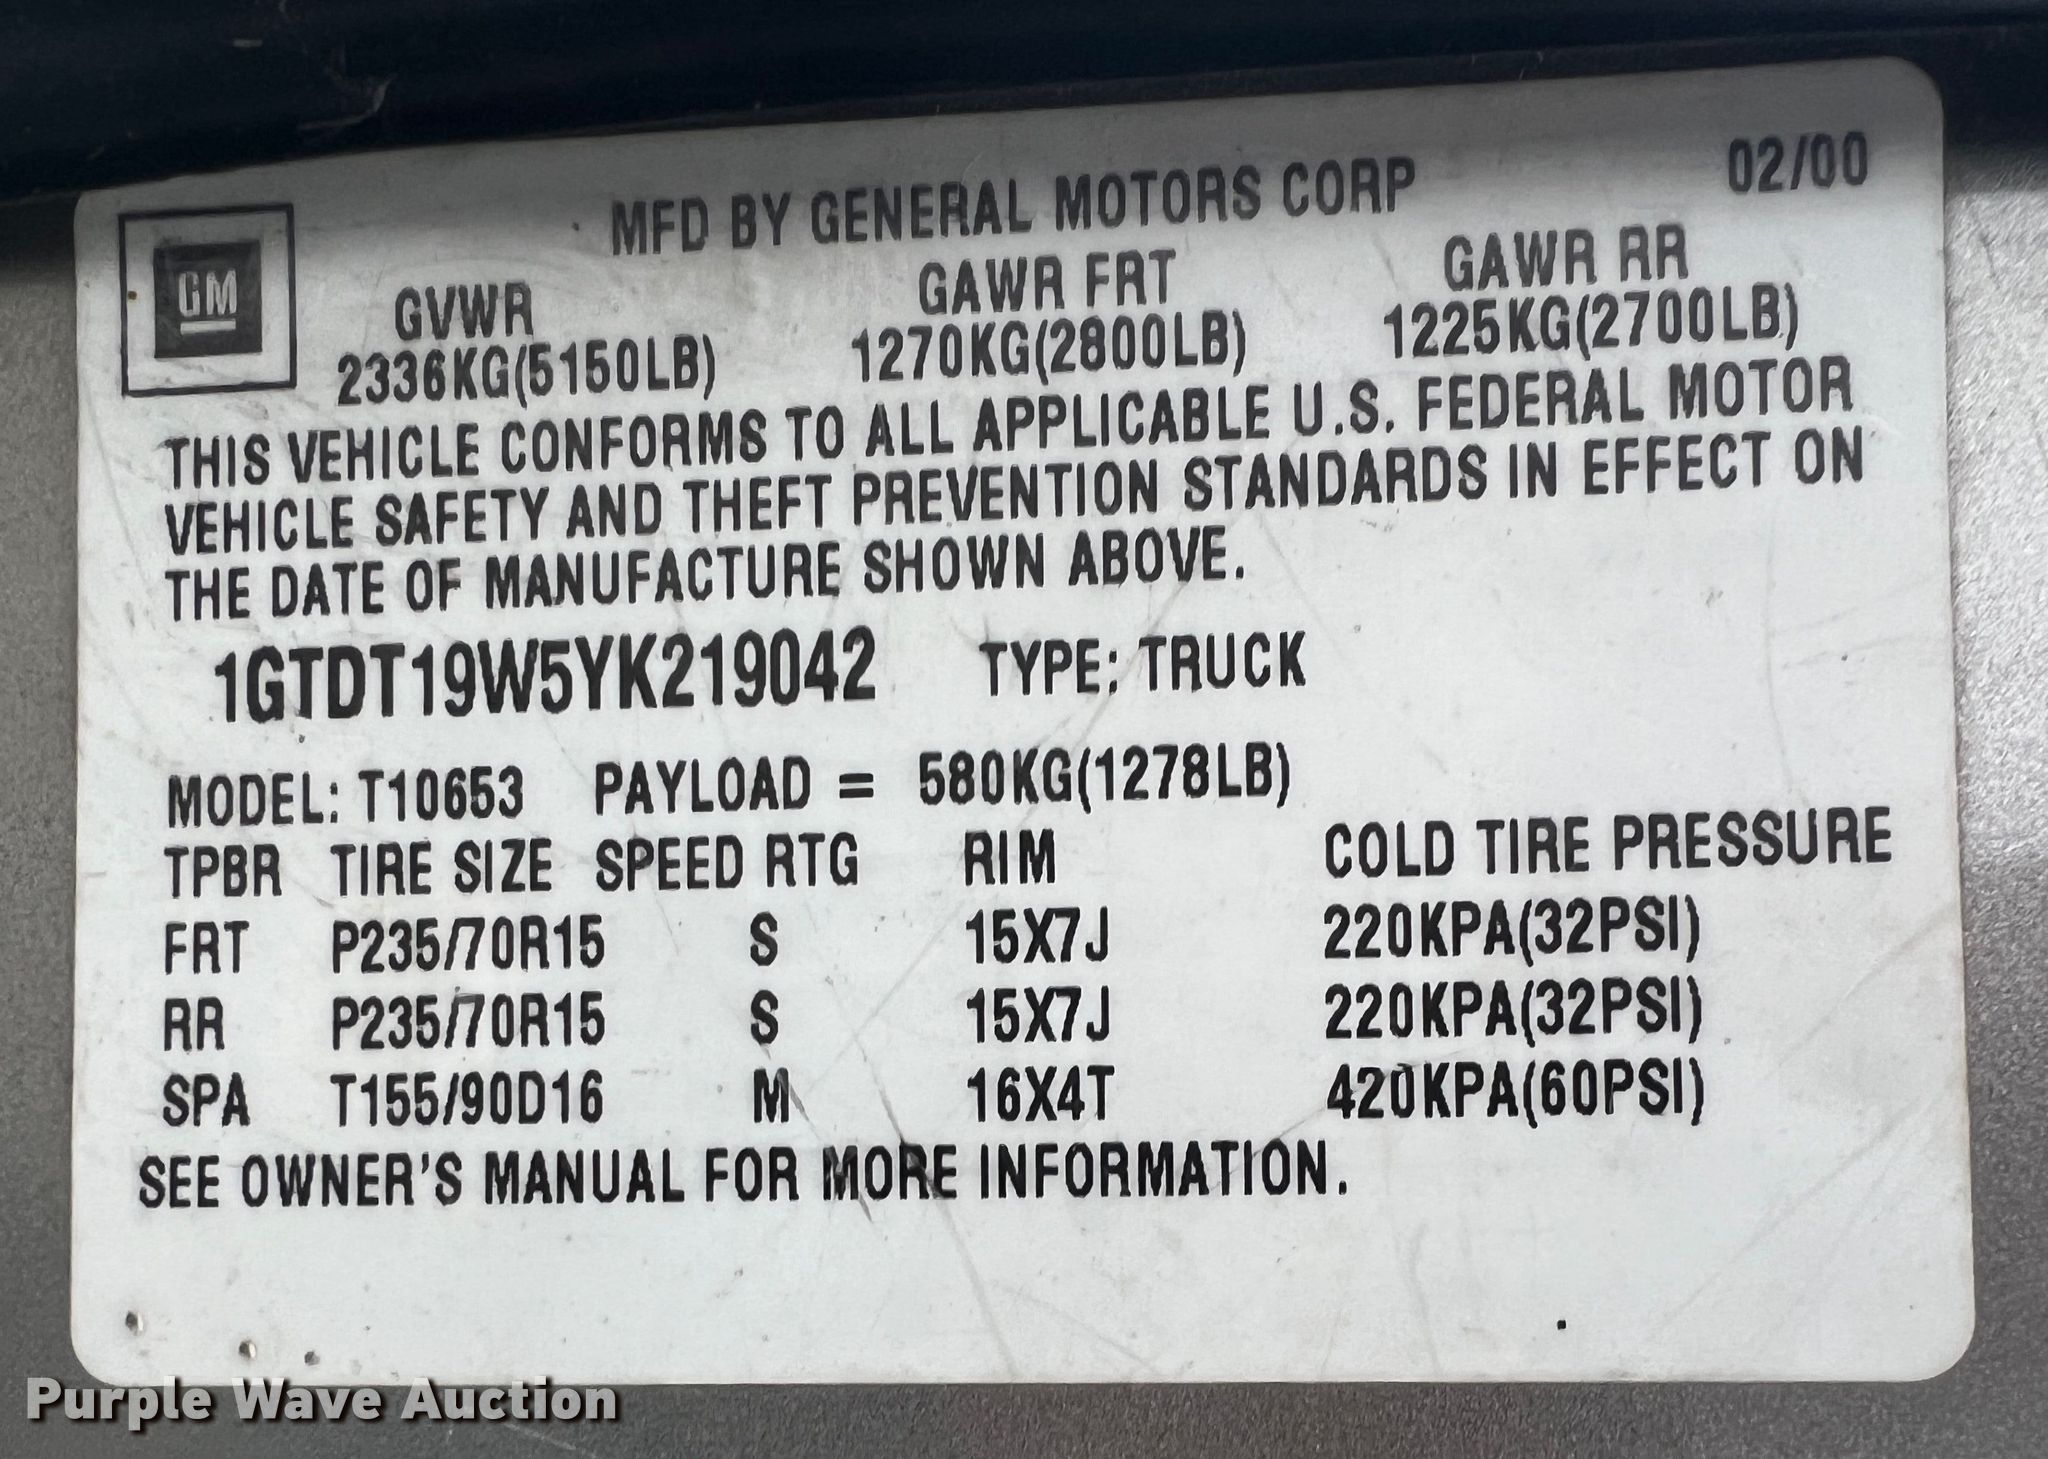 02/00
MFD BY GENERAL MOTORS CORP
GM
GVWR GAWR FRT GAWR RR
2336KG(5150LB) 1270KG(2800LB) 1225KG(2700LB)
THIS VEHICLE CONFORMS TO ALL APPLICABLE U.S. FEDERAL MOTOR
VEHICLE SAFETY AND THEFT PREVENTION STANDARDS IN EFFECT ON
THE DATE OF MANUFACTURE SHOWN ABOVE.
1GTDT19W5YK219042 TYPE: TRUCK
MODEL: T10653 PAYLOAD = 580KG(1278LB)
TPBR TIRE SIZE SPEED RTG RIM COLD TIRE PRESSURE
FRT P235/70R15 S 15X7J 220KPA(32PSI)
RR P235/70R15 S 15X7J 220KPA(32PSI)
SPA T155/90D16 M 16X4T 420KPA(60PSI)
SEE OWNER'S MANUAL FOR MORE INFORMATION.
Purple Wave Auction